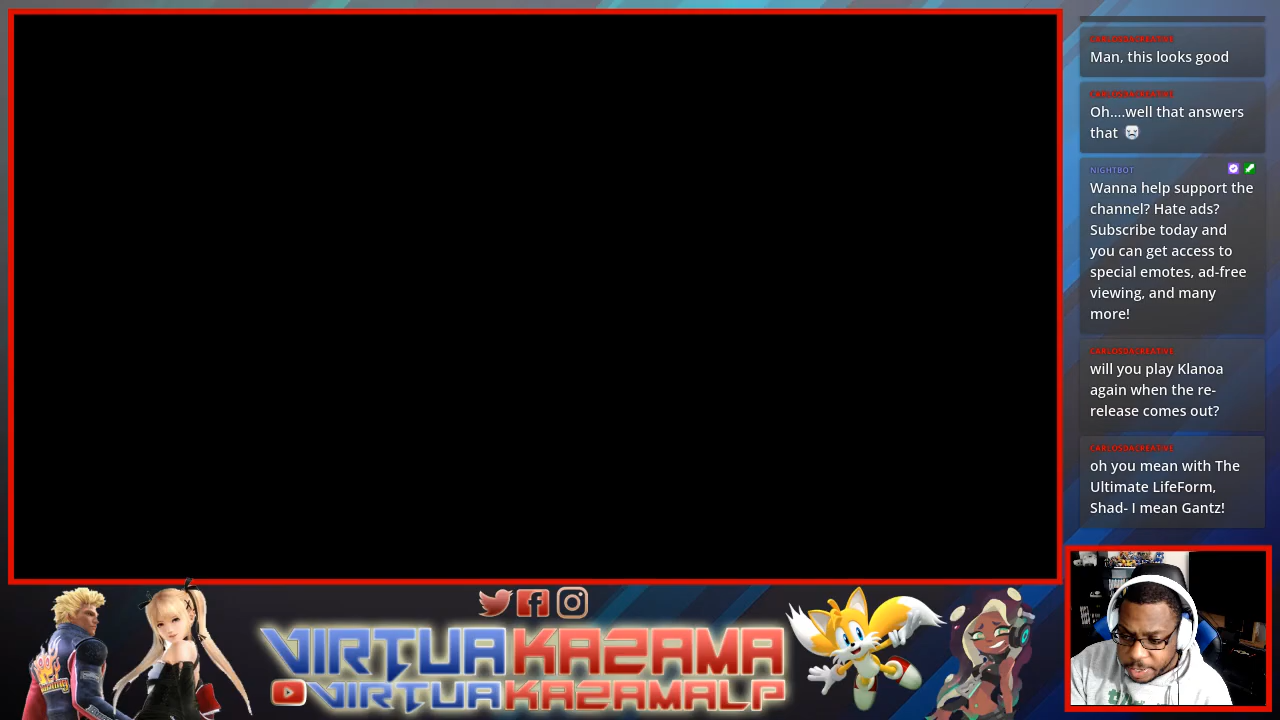 CARLOSDACREATIVE
Man, this looks good
CARLOSDACREATIVE
Oh....well that answers
that
NIGHTBOT
Wanna help support the
channel? Hate ads?
Subscribe today and
you can get access to
special emotes, ad-free
viewing, and many
more!
CARLOSDACREATIVE
will you play Klanoa
again when the re-
release comes out?
CARLOSDACREATIVE
oh you mean with The
Ultimate LifeForm,
Shad- I mean Gantz!
VIRTUAKAZAMA
VIRTUAKAZAMALP